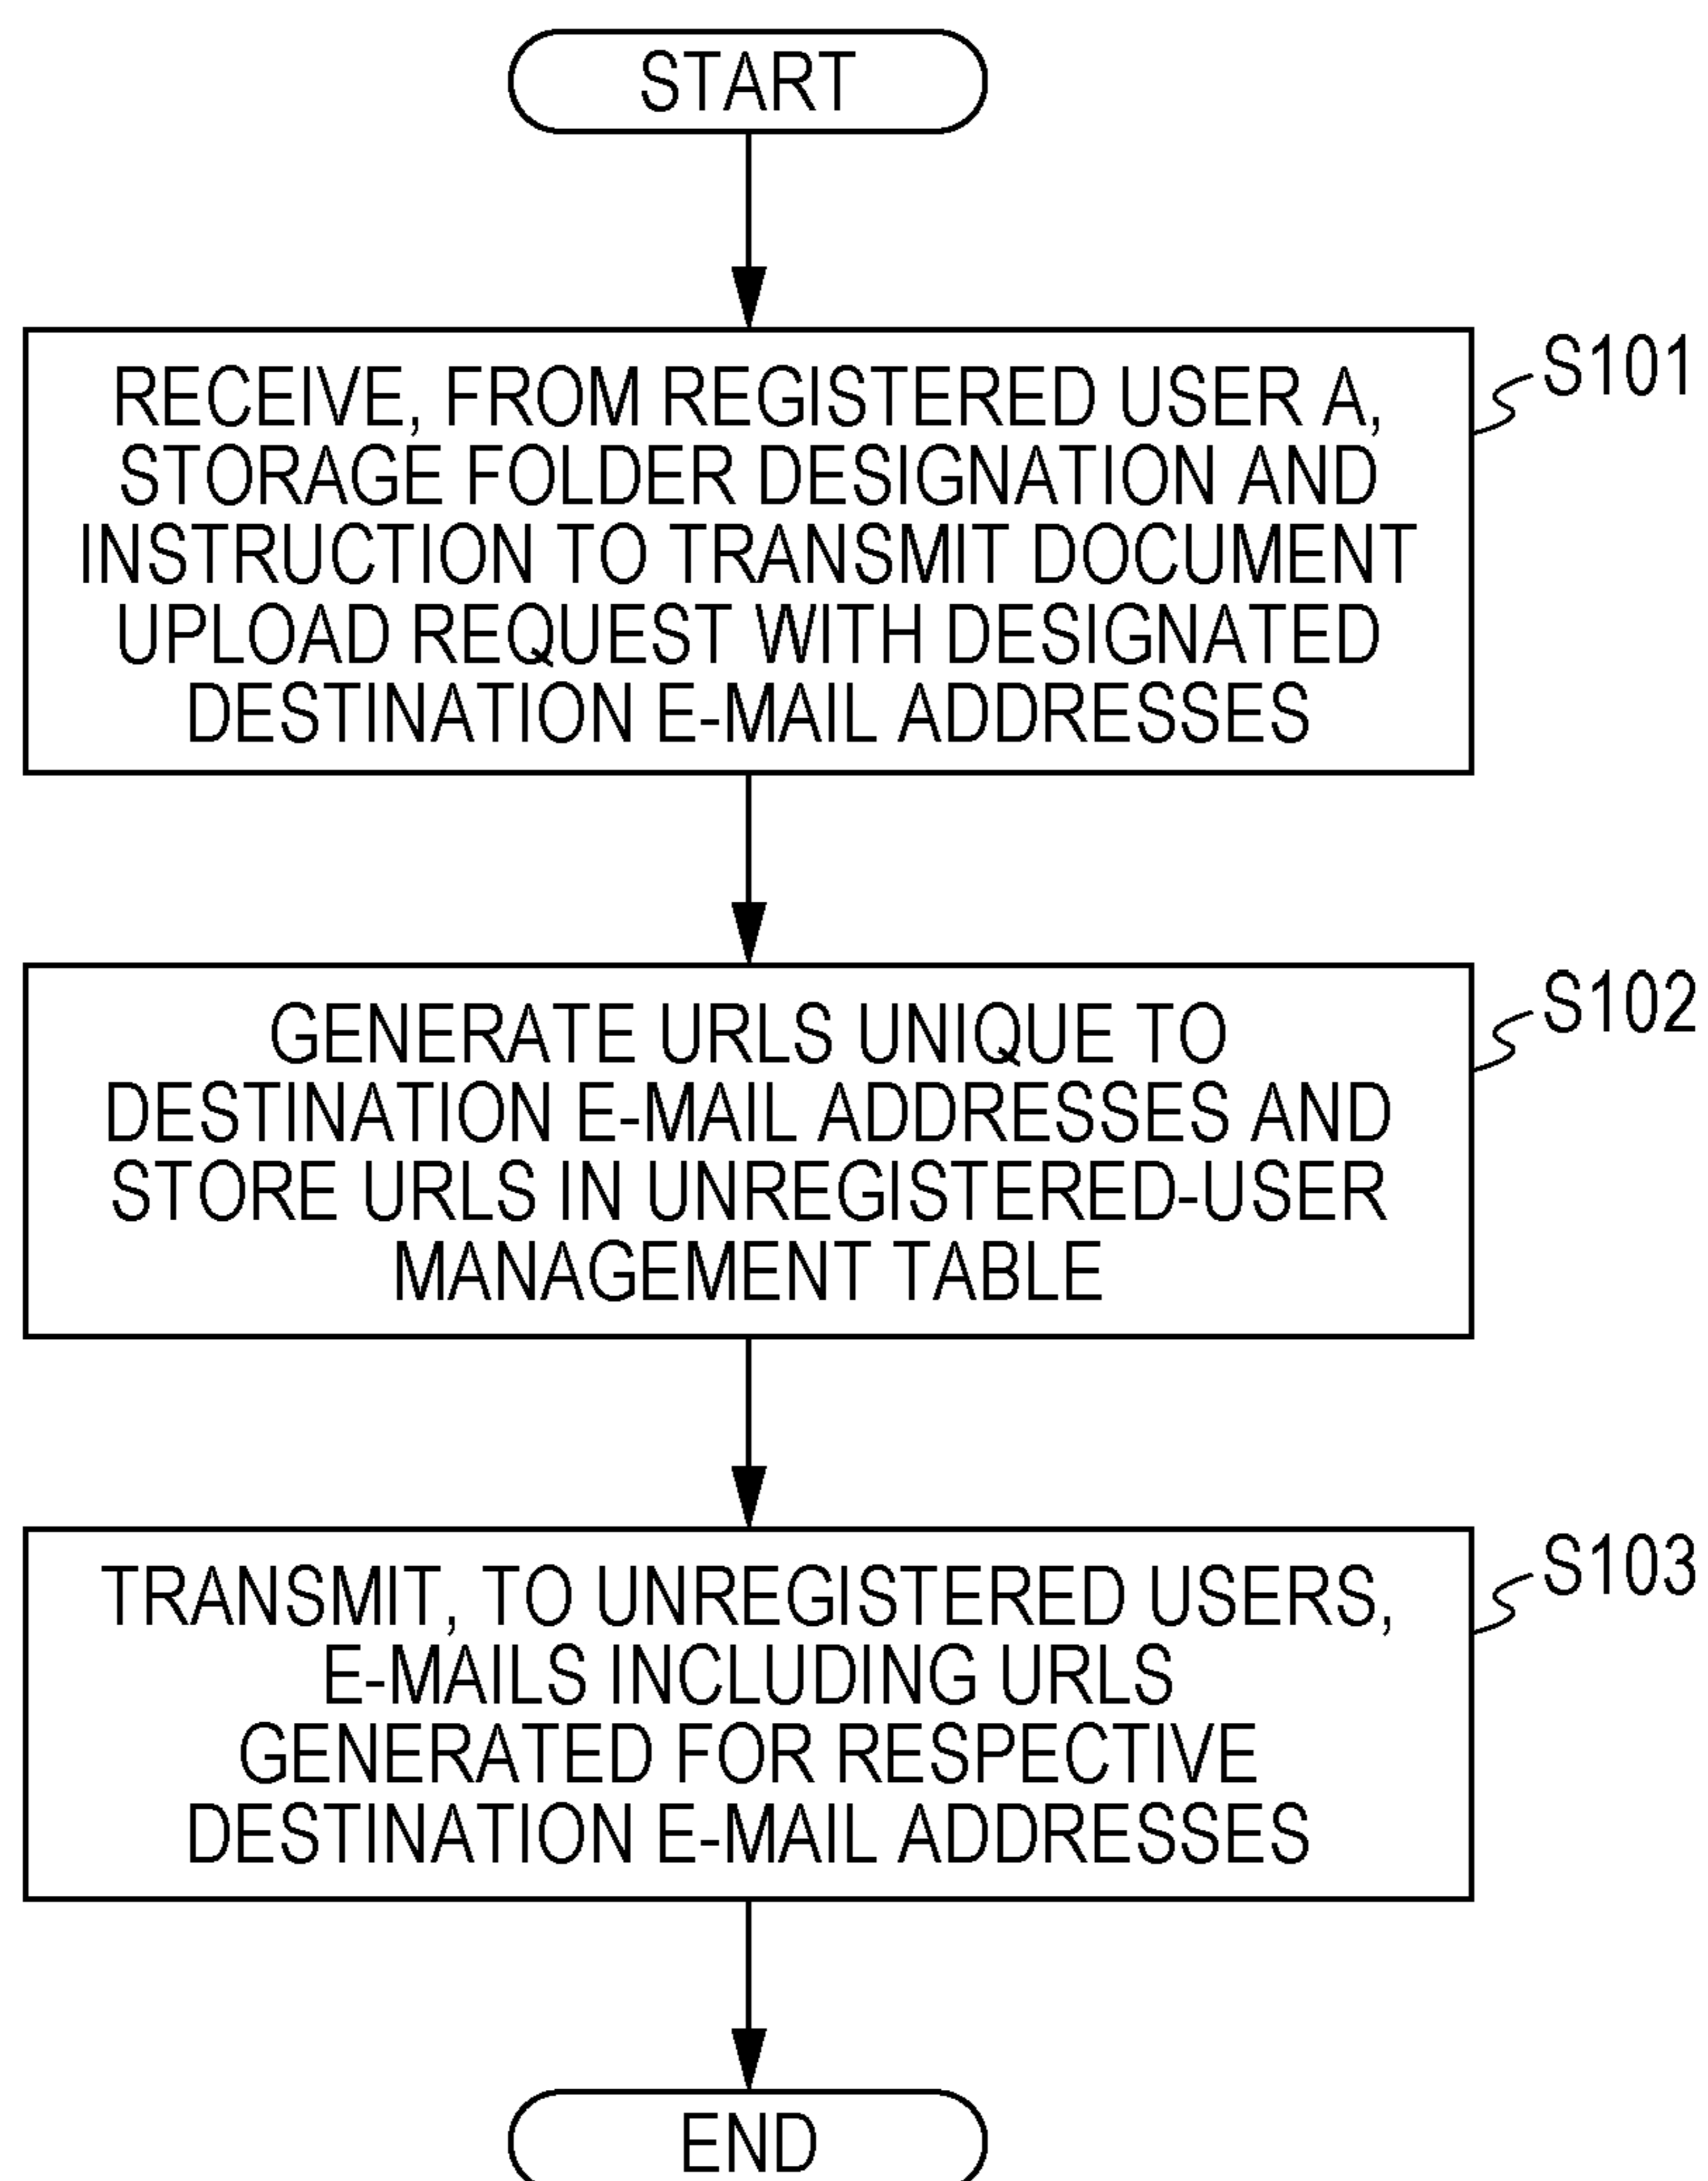 START
RECEIVE, FROM REGISTERED USER A,
STORAGE FOLDER DESIGNATION AND
INSTRUCTION TO TRANSMIT DOCUMENT
UPLOAD REQUEST WITH DESIGNATED
DESTINATION E-MAIL ADDRESSES
S101
GENERATE URLS UNIQUE TO
DESTINATION E-MAIL ADDRESSES AND
STORE URLS IN UNREGISTERED-USER
MANAGEMENT TABLE
S102
TRANSMIT, TO UNREGISTERED USERS,
E-MAILS INCLUDING URLS
GENERATED FOR RESPECTIVE
DESTINATION E-MAIL ADDRESSES
S103
END